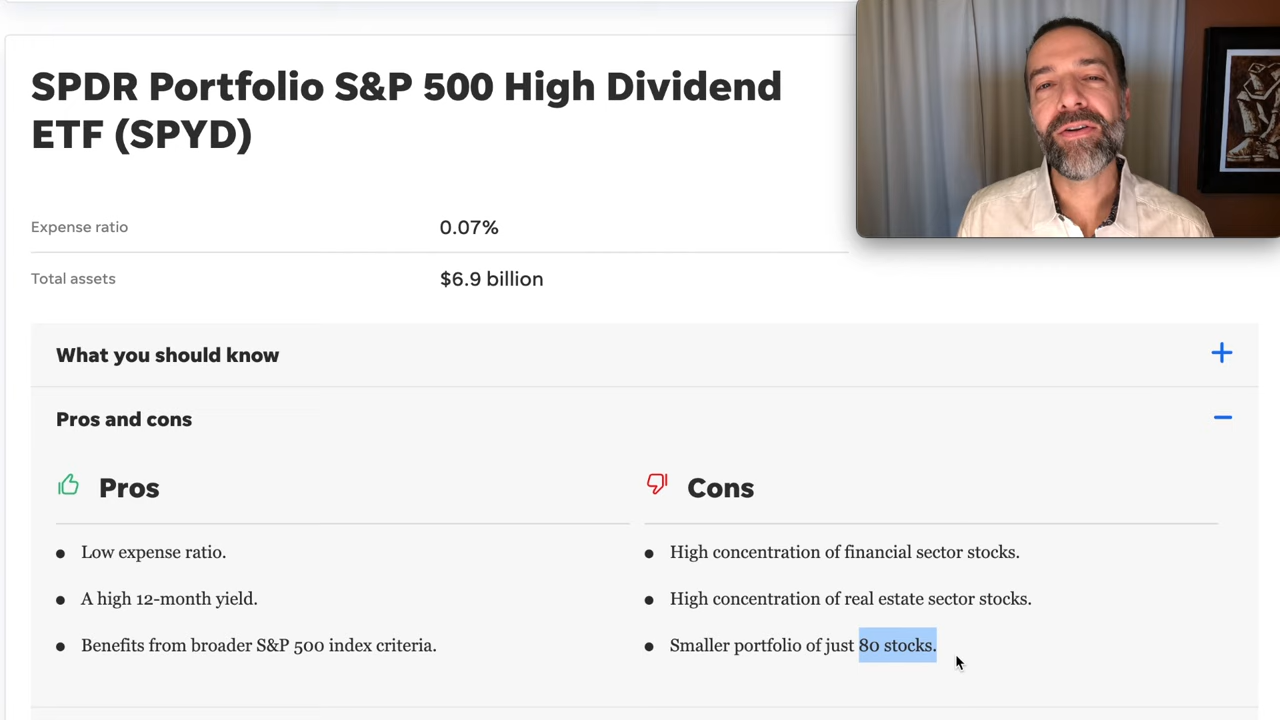 SPDR Portfolio S&P 500 High Dividend
ETF (SPYD)
Expense ratio 0.07%
Total assets $6.9 billion
What you should know
Pros and cons
Pros
Low expense ratio.
A high 12-month yield.
Benefits from broader S&P 500 index criteria.
Cons
High concentration of financial sector stocks.
High concentration of real estate sector stocks.
Smaller portfolio of just 80 stocks.